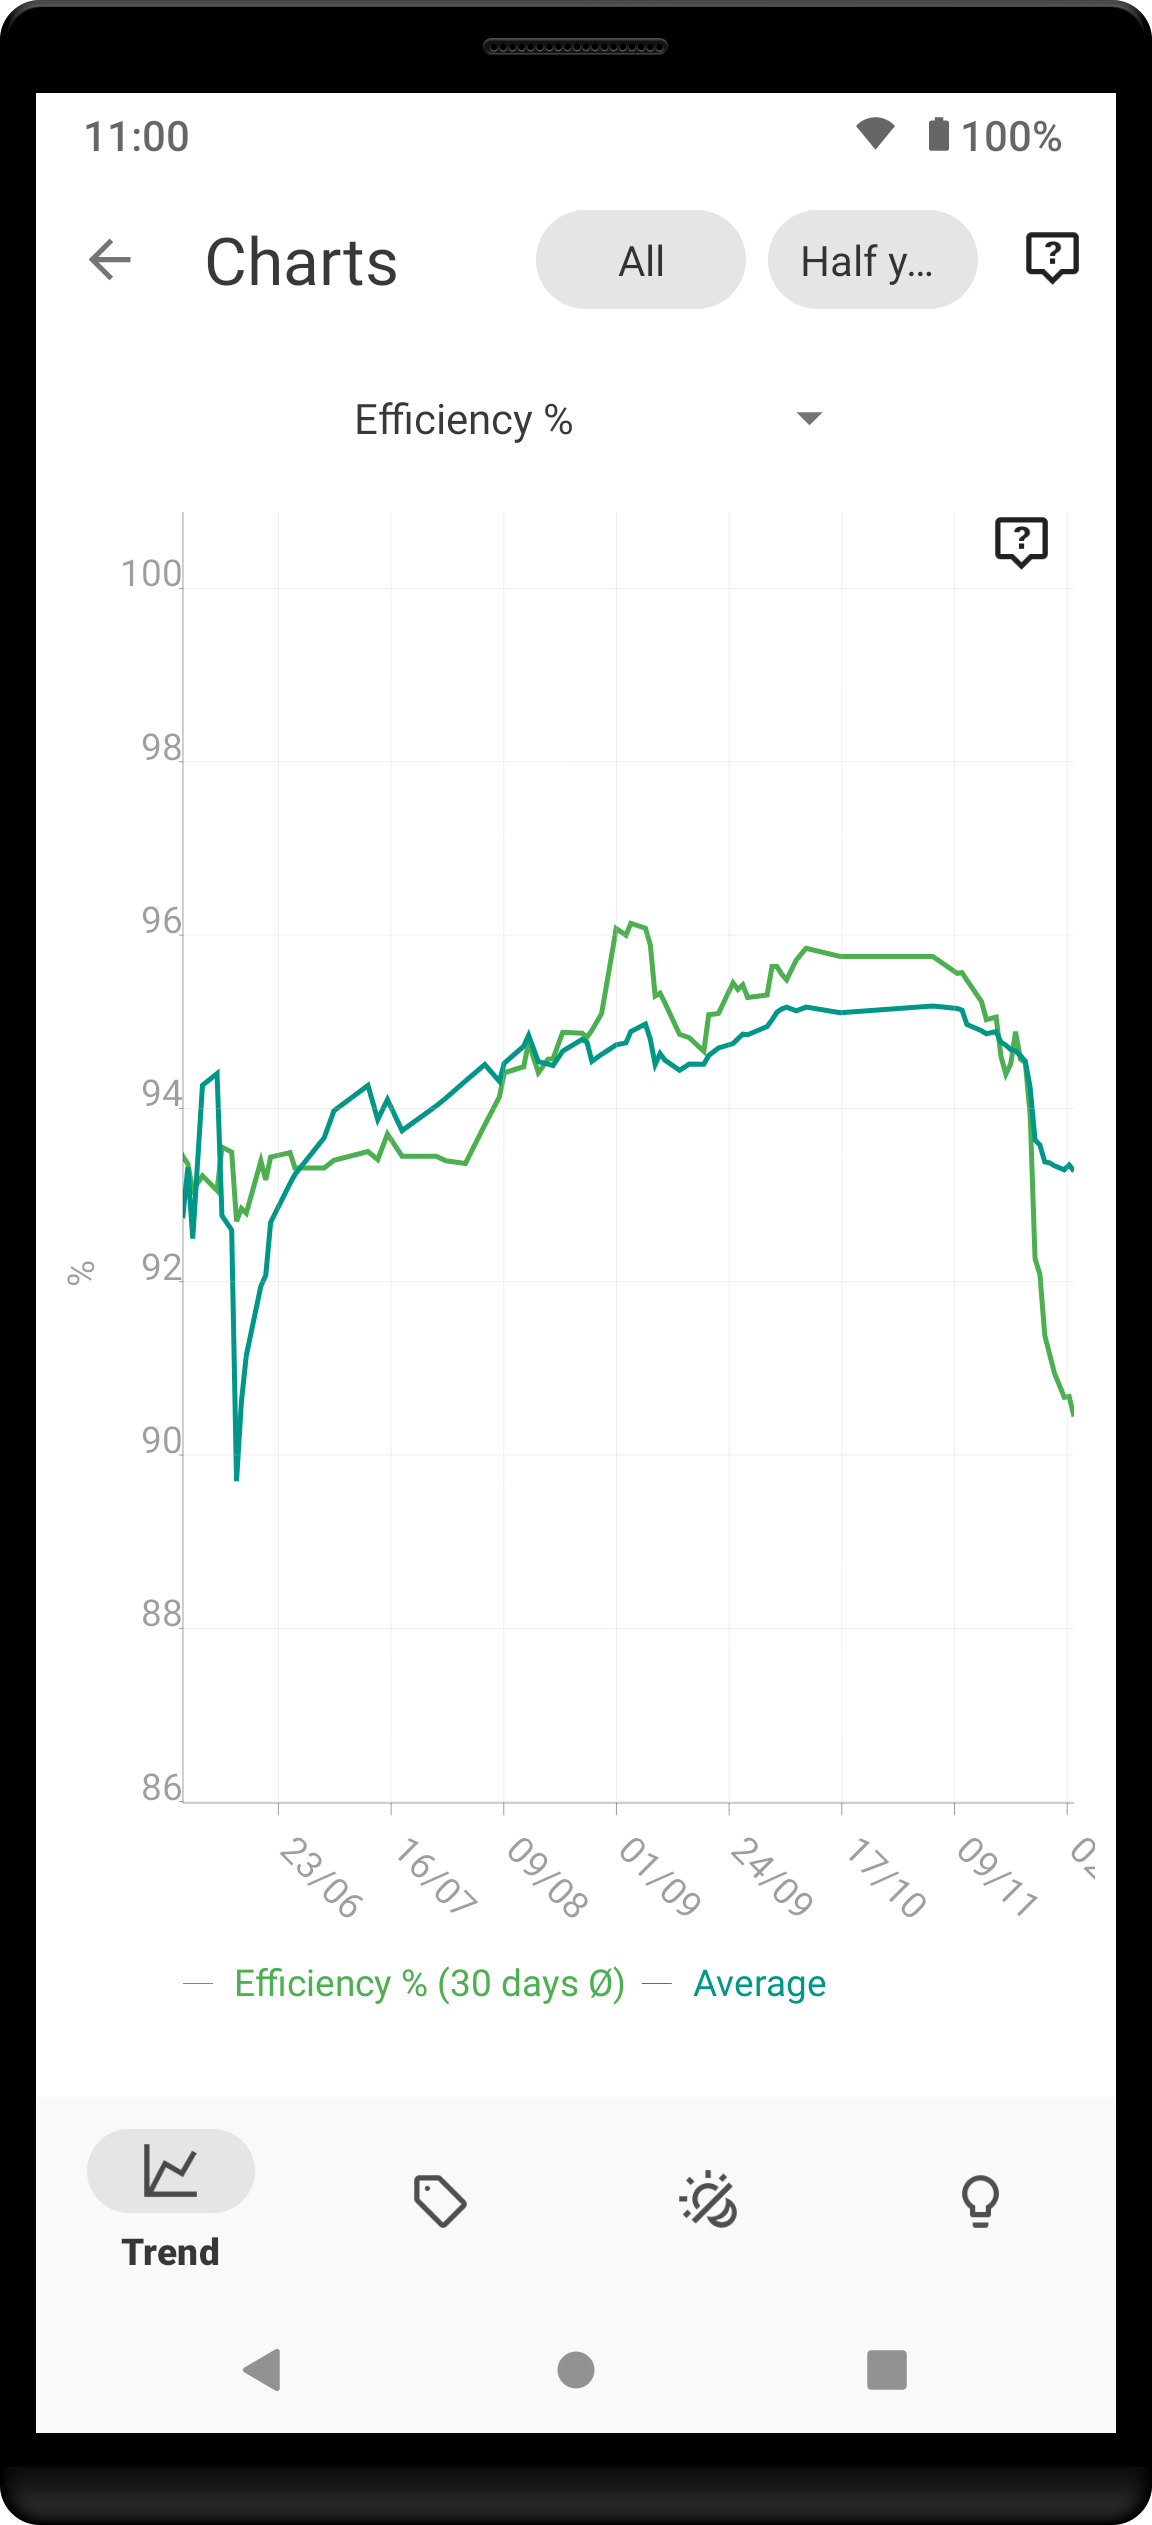 11:00 100%
Charts All Half y...
?
Efficiency %
?
100
98
96
94
92
%
90
88
86
23/06 16/07 09/08 01/09 24/09 17/10 09/11 02
Efficiency % (30 days Ø) Average
Trend